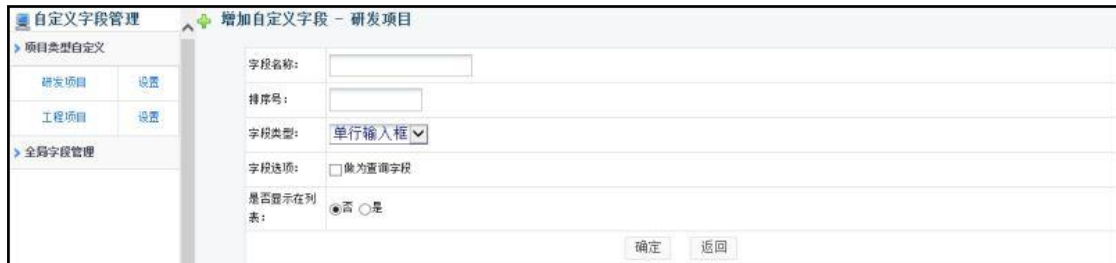 自定义字段管理
项目类型自定义
研发项目 设置
工程项目 设置
全局字段管理
增加自定义字段 - 研发项目
字段名称:
排序号:
字段类型: 单行输入框
字段选项: 做为查询字段
是否显示在列
表: 否 是
确定 返回